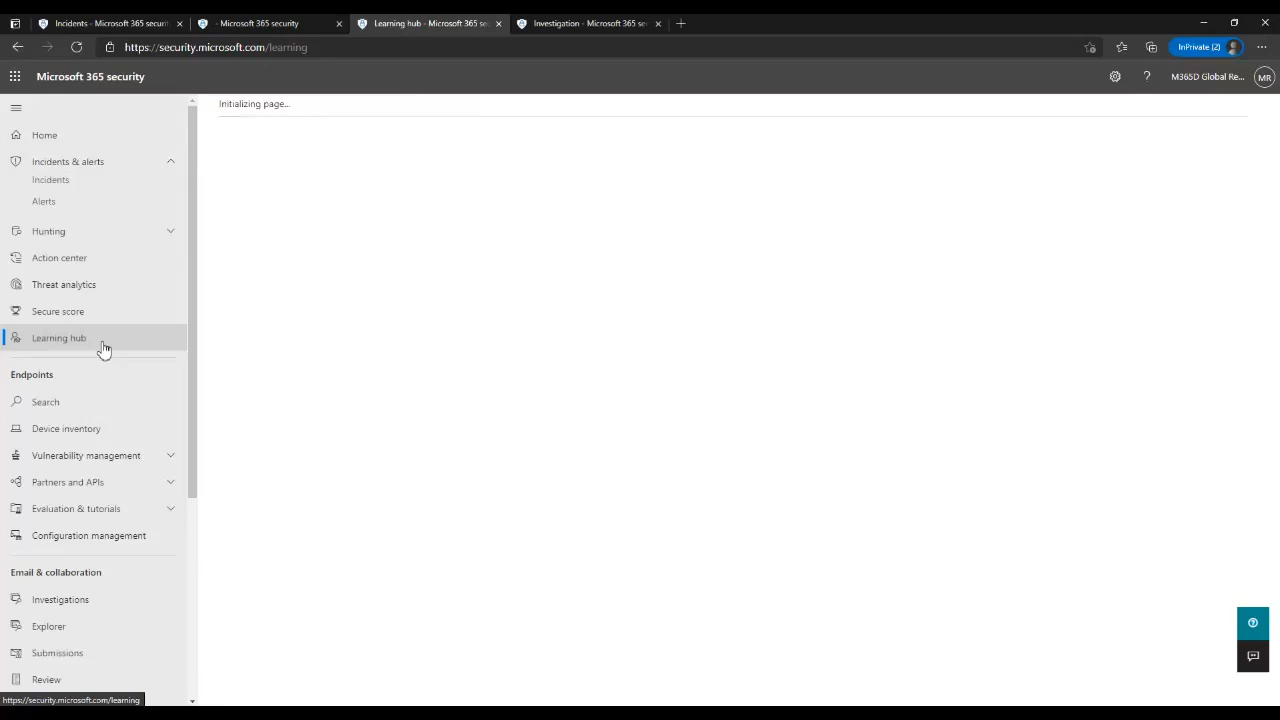 Incidents - Microsoft 365 securit
- Microsoft 365 security
Learning hub - Microsoft 365 sec
Investigation - Microsoft 365 sec
https://security.microsoft.com/learning
InPrivate (2)
Microsoft 365 security
M365D Global Re...
MR
Initializing page...
Home
Incidents & alerts
Incidents
Alerts
Hunting
Action center
Threat analytics
Secure score
Learning hub
Endpoints
Search
Device inventory
Vulnerability management
Partners and APIs
Evaluation & tutorials
Configuration management
Email & collaboration
Investigations
Explorer
Submissions
Review
https://security.microsoft.com/learning